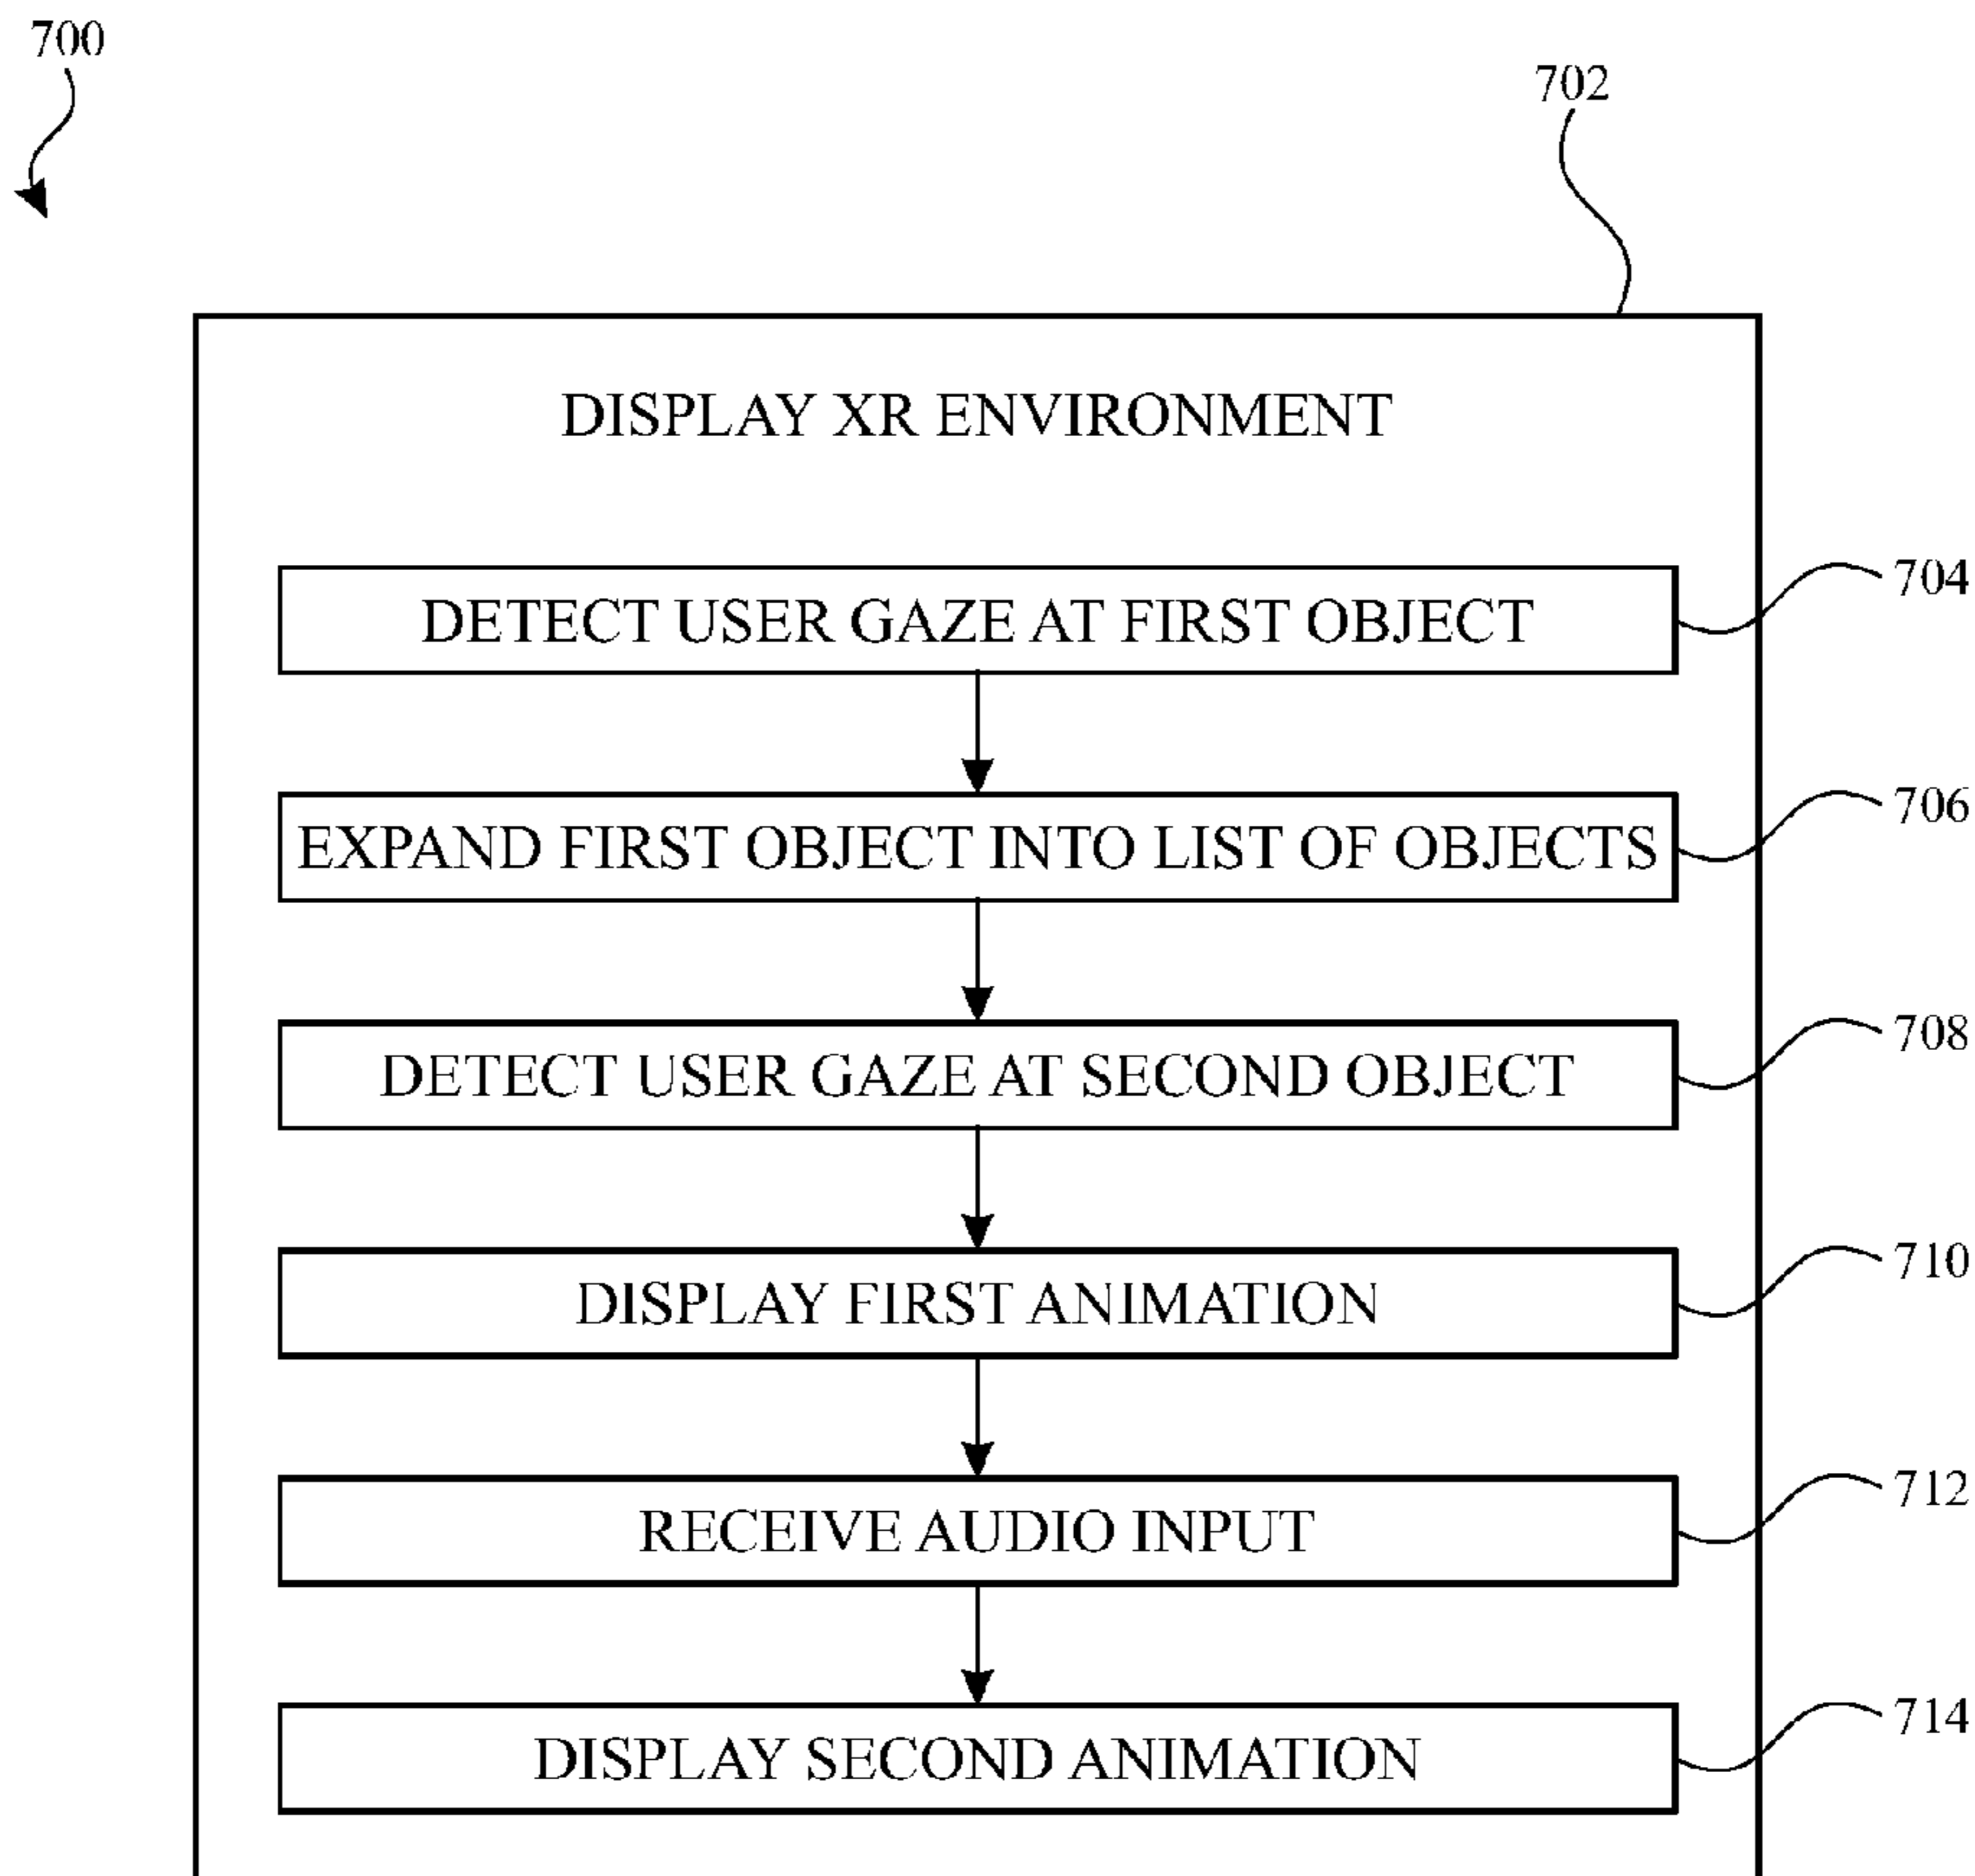 700
702
DISPLAY XR ENVIRONMENT
DETECT USER GAZE AT FIRST OBJECT
704
EXPAND FIRST OBJECT INTO LIST OF OBJECTS
706
DETECT USER GAZE AT SECOND OBJECT
708
DISPLAY FIRST ANIMATION
710
RECEIVE AUDIO INPUT
712
DISPLAY SECOND ANIMATION
714